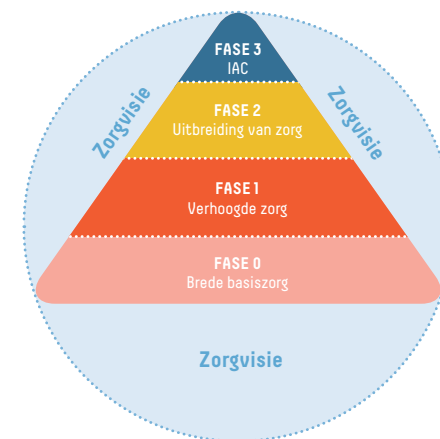 FASE 3
IAC
Zorgvisie
Zorgvisie
FASE 2
Uitbreiding van zorg
FASE 1
Verhoogde zorg
FASE 0
Brede basiszorg
Zorgvisie